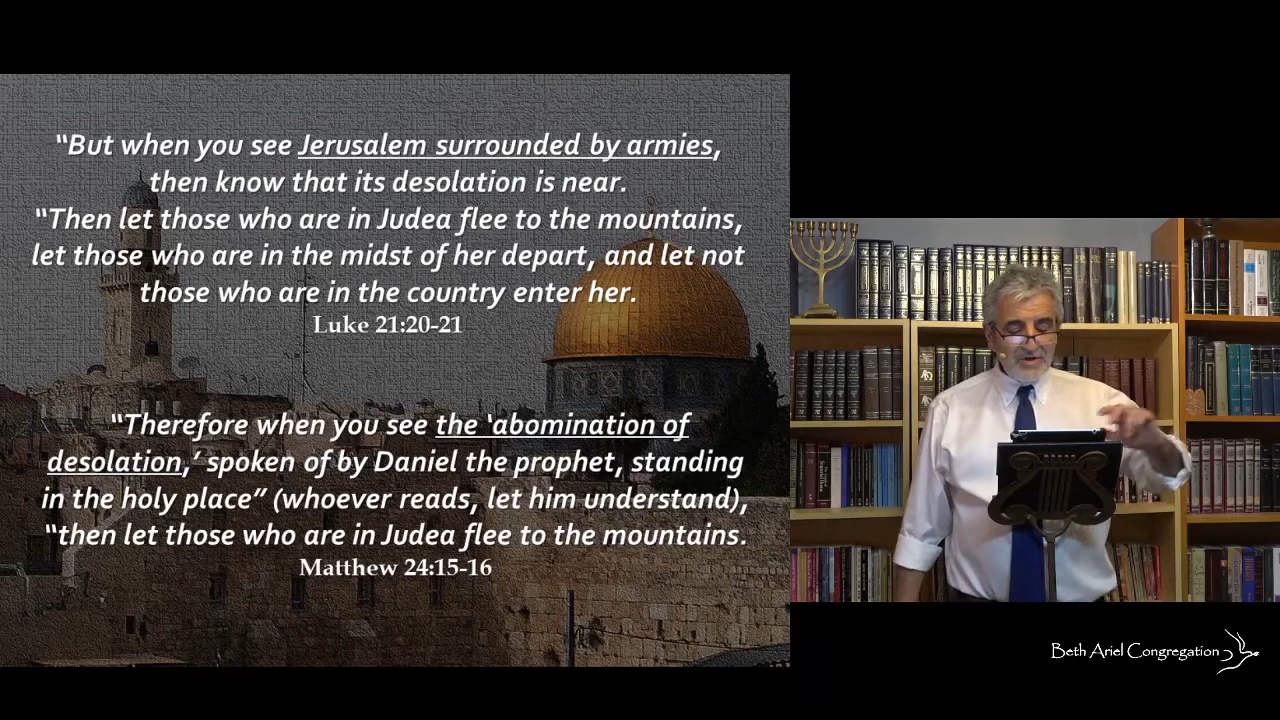 “But when you see Jerusalem surrounded by armies,
then know that its desolation is near.
“Then let those who are in Judea flee to the mountains,
let those who are in the midst of her depart, and let not
those who are in the country enter her.
Luke 21:20-21
“Therefore when you see the ‘abomination of
desolation,’ spoken of by Daniel the prophet, standing
in the holy place” (whoever reads, let him understand),
“then let those who are in Judea flee to the mountains.
Matthew 24:15-16
Beth Ariel Congregation